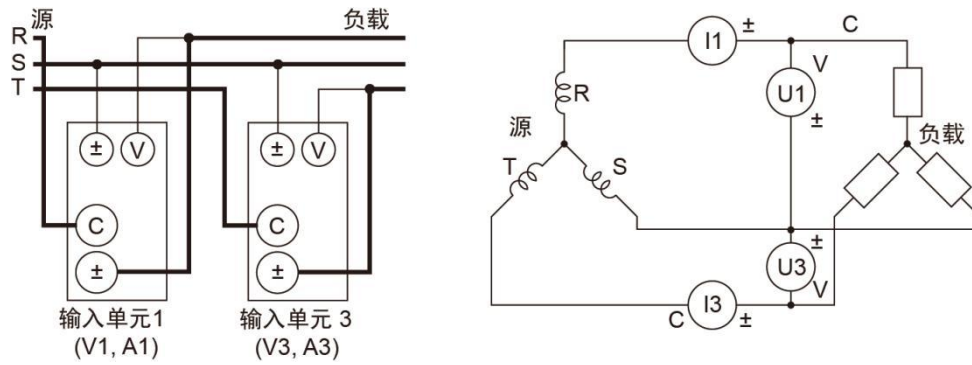 源
负载
R
S
T
± V ± V
C C
± ±
输入单元1 输入单元 3
(V1, A1) (V3, A3)
I1 ± C
V
R U1
±
源 负载
T S
±
U3
C I3 ± V